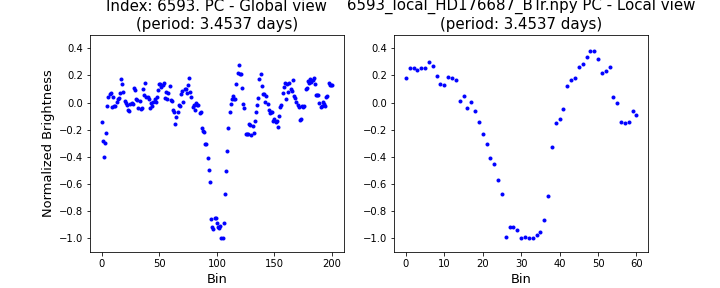 Index: 6593. PC - Global view
(period: 3.4537 days)
6593_local_HD176687_BTr.npy PC - Local view
(period: 3.4537 days)
Normalized Brightness
0.4
0.2
0.0
−0.2
−0.4
−0.6
−0.8
−1.0
0 50 100 150 200
Bin
0.4
0.2
0.0
−0.2
−0.4
−0.6
−0.8
−1.0
0 10 20 30 40 50 60
Bin